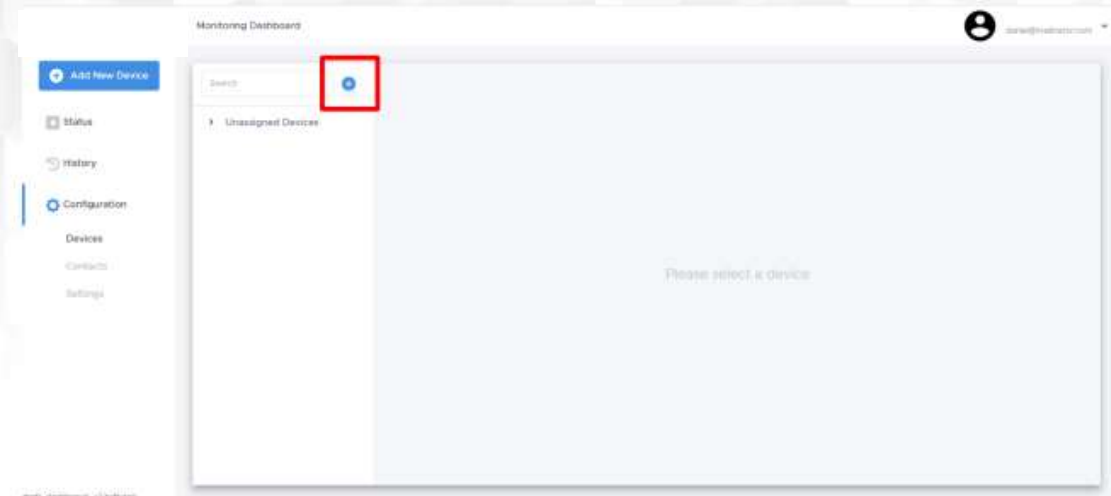 Monitoring Dashboard
Add New Device
Search
Status
Unassigned Devices
History
Configuration
Devices
Contacts
Settings
Please select a device